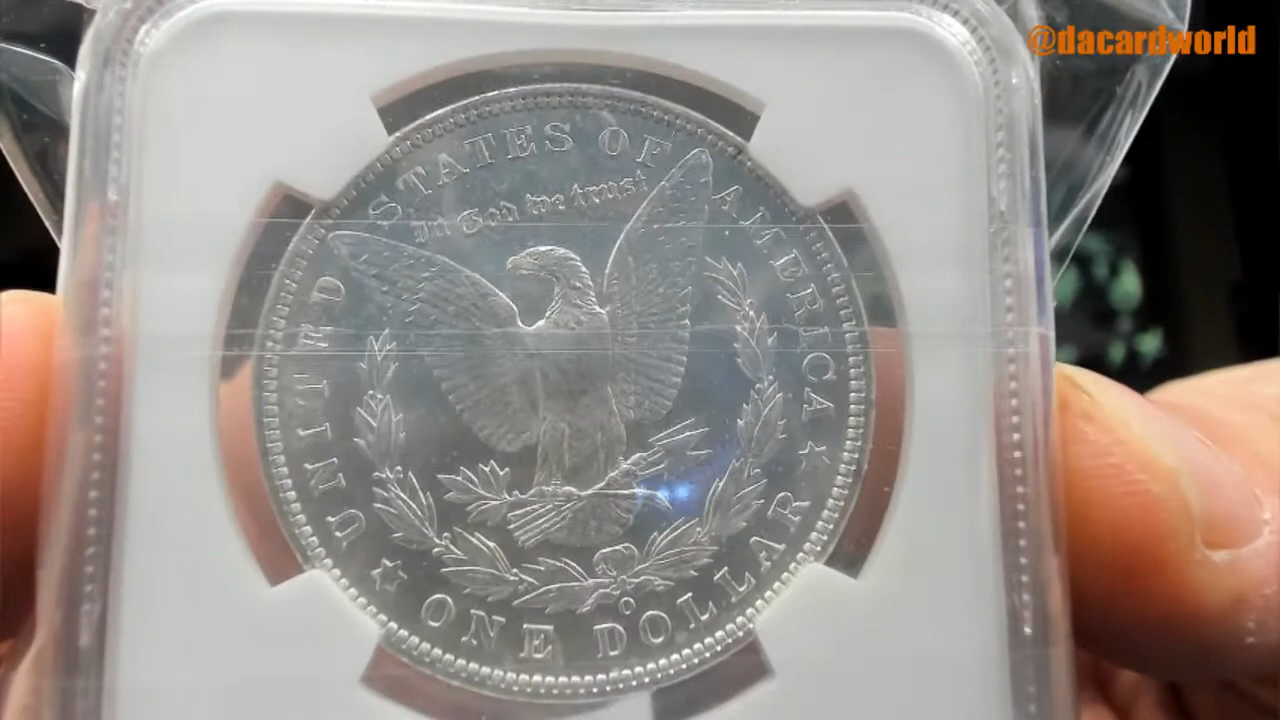 @dacardworld
UNITED STATES OF AMERICA
In God we trust
O
ONE DOLLAR